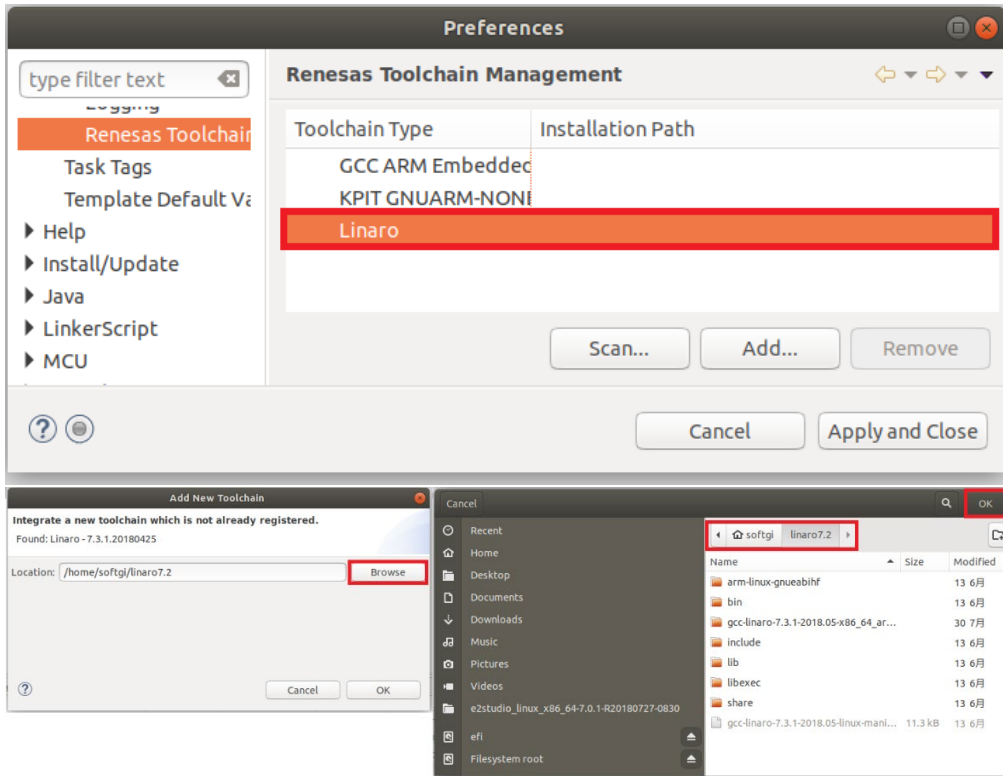 Preferences
type filter text
Logging
Renesas Toolchain
Task Tags
Template Default Va
Help
Install/Update
Java
LinkerScript
MCU
Renesas Toolchain Management
Toolchain Type Installation Path
GCC ARM Embedded
KPIT GNUARM-NON
Linaro
Scan... Add... Remove
Cancel Apply and Close
Add New Toolchain
Integrate a new toolchain which is not already registered.
Found: Linaro - 7.3.1.20180425
Location: /home/softgi/linaro7.2 Browse
Cancel OK
Cancel OK
Recent
Home
Desktop
Documents
Downloads
Music
Pictures
Videos
e2studio_linux_x86_64-7.0.1-R20180727-0830
efi
Filesystem root
softgi linaro7.2
Name Size Modified
arm-linux-gnueabihf 13 6月
bin 13 6月
gcc-linaro-7.3.1-2018.05-x86_64_ar... 30 7月
include 13 6月
lib 13 6月
libexec 13 6月
share 13 6月
gcc-linaro-7.3.1-2018.05-linux-mani... 11.3 kB 13 6月